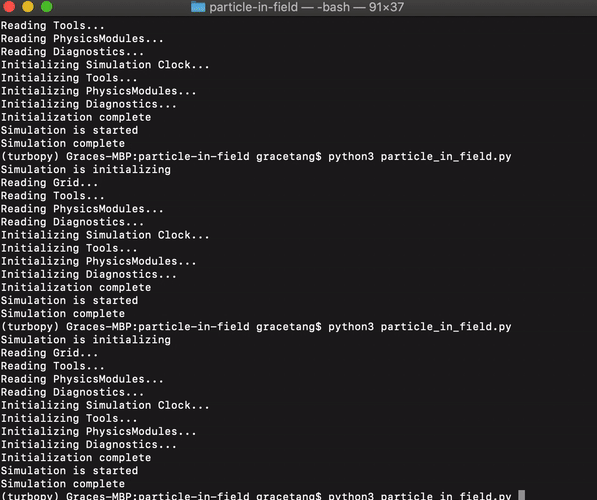 particle-in-field — -bash — 91×37
Reading Tools...
Reading PhysicsModules...
Reading Diagnostics...
Initializing Simulation Clock...
Initializing Tools...
Initializing PhysicsModules...
Initializing Diagnostics...
Initialization complete
Simulation is started
Simulation complete
(turbopy) Graces-MBP:particle-in-field gracetang$ python3 particle_in_field.py
Simulation is initializing
Reading Grid...
Reading Tools...
Reading PhysicsModules...
Reading Diagnostics...
Initializing Simulation Clock...
Initializing Tools...
Initializing PhysicsModules...
Initializing Diagnostics...
Initialization complete
Simulation is started
Simulation complete
(turbopy) Graces-MBP:particle-in-field gracetang$ python3 particle_in_field.py
Simulation is initializing
Reading Grid...
Reading Tools...
Reading PhysicsModules...
Reading Diagnostics...
Initializing Simulation Clock...
Initializing Tools...
Initializing PhysicsModules...
Initializing Diagnostics...
Initialization complete
Simulation is started
Simulation complete
(turbopy) Graces-MBP:particle-in-field gracetang$ python3 particle_in_field.py